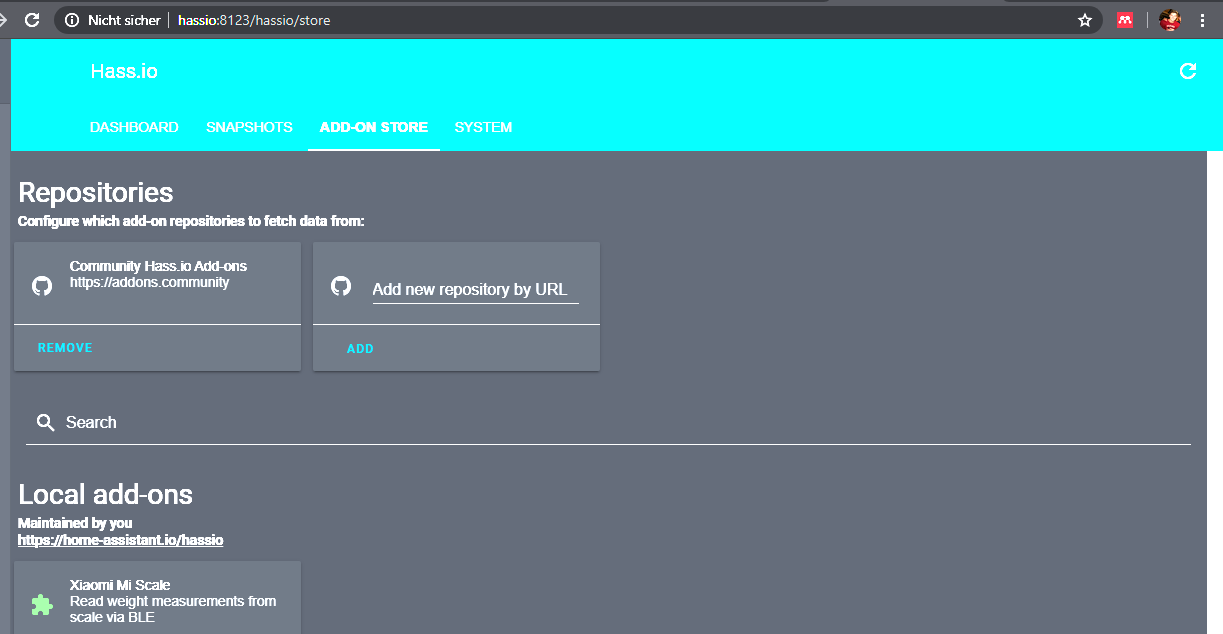 Nicht sicher | hassio:8123/hassio/store
Hass.io
DASHBOARD SNAPSHOTS ADD-ON STORE SYSTEM
Repositories
Configure which add-on repositories to fetch data from:
Community Hass.io Add-ons
https://addons.community
REMOVE
Add new repository by URL
ADD
Search
Local add-ons
Maintained by you
https://home-assistant.io/hassio
Xiaomi Mi Scale
Read weight measurements from
scale via BLE